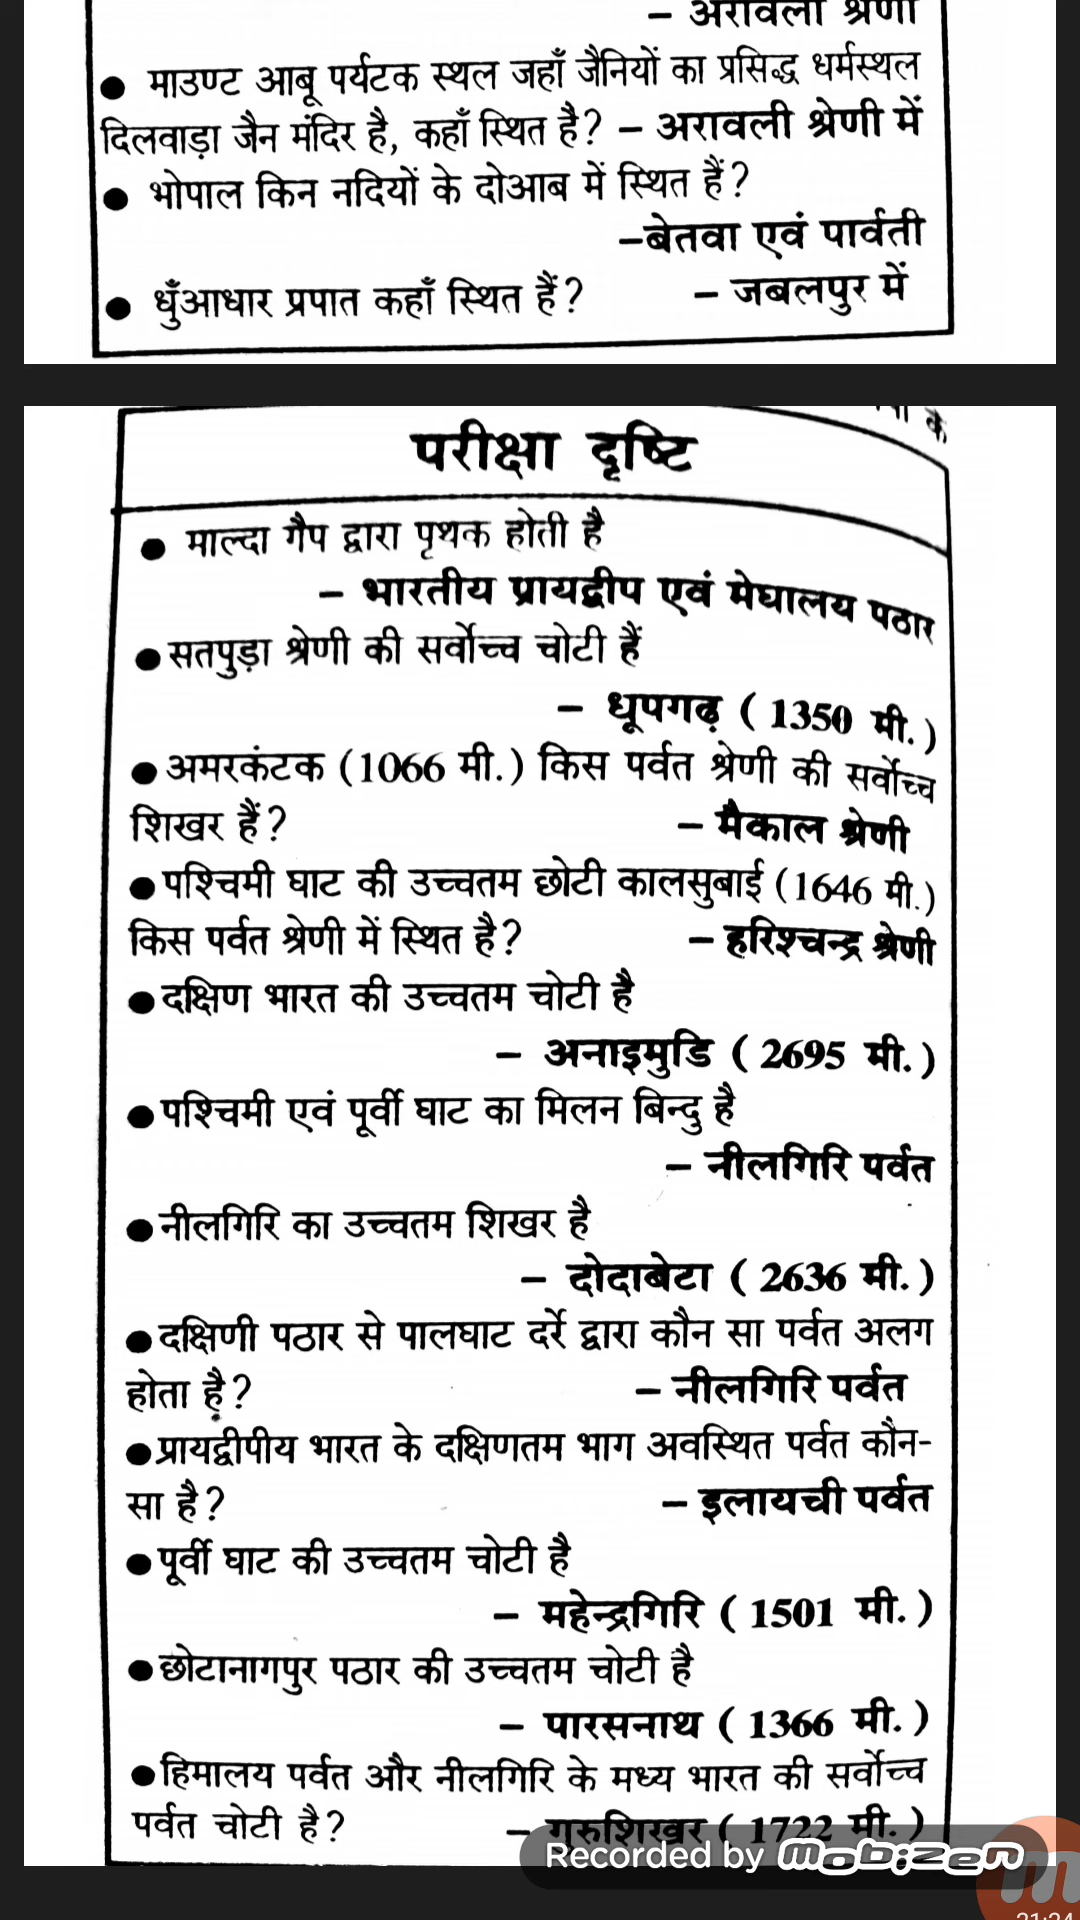 – अरावली श्रेणी
● माउण्ट आबू पर्यटक स्थल जहाँ जैनियों का प्रसिद्ध धर्मस्थल
दिलवाड़ा जैन मंदिर है, कहाँ स्थित है? – अरावली श्रेणी में
● भोपाल किन नदियों के दोआब में स्थित हैं?
–बेतवा एवं पार्वती
● धुँआधार प्रपात कहाँ स्थित हैं? – जबलपुर में
के
परीक्षा दृष्टि
● माल्दा गैप द्वारा पृथक होती है
– भारतीय प्रायद्वीप एवं मेघालय पठार
● सतपुड़ा श्रेणी की सर्वोच्च चोटी हैं
– धूपगढ़ ( 1350 मी. )
● अमरकंटक (1066 मी.) किस पर्वत श्रेणी की सर्वोच्च
शिखर हैं? – मैकाल श्रेणी
● पश्चिमी घाट की उच्चतम छोटी कालसुबाई (1646 मी.)
किस पर्वत श्रेणी में स्थित है? – हरिश्चन्द्र श्रेणी
● दक्षिण भारत की उच्चतम चोटी है
– अनाइमुडि ( 2695 मी. )
● पश्चिमी एवं पूर्वी घाट का मिलन बिन्दु है
– नीलगिरि पर्वत
● नीलगिरि का उच्चतम शिखर है
– दोदाबेटा ( 2636 मी. )
● दक्षिणी पठार से पालघाट दर्रे द्वारा कौन सा पर्वत अलग
होता है? – नीलगिरि पर्वत
● प्रायद्वीपीय भारत के दक्षिणतम भाग अवस्थित पर्वत कौन-
सा है? – इलायची पर्वत
● पूर्वी घाट की उच्चतम चोटी है
– महेन्द्रगिरि ( 1501 मी. )
● छोटानागपुर पठार की उच्चतम चोटी है
– पारसनाथ ( 1366 मी. )
● हिमालय पर्वत और नीलगिरि के मध्य भारत की सर्वोच्च
पर्वत चोटी है? – गुरुशिखर ( 1722 मी. )
Recorded by mobizen
21:24